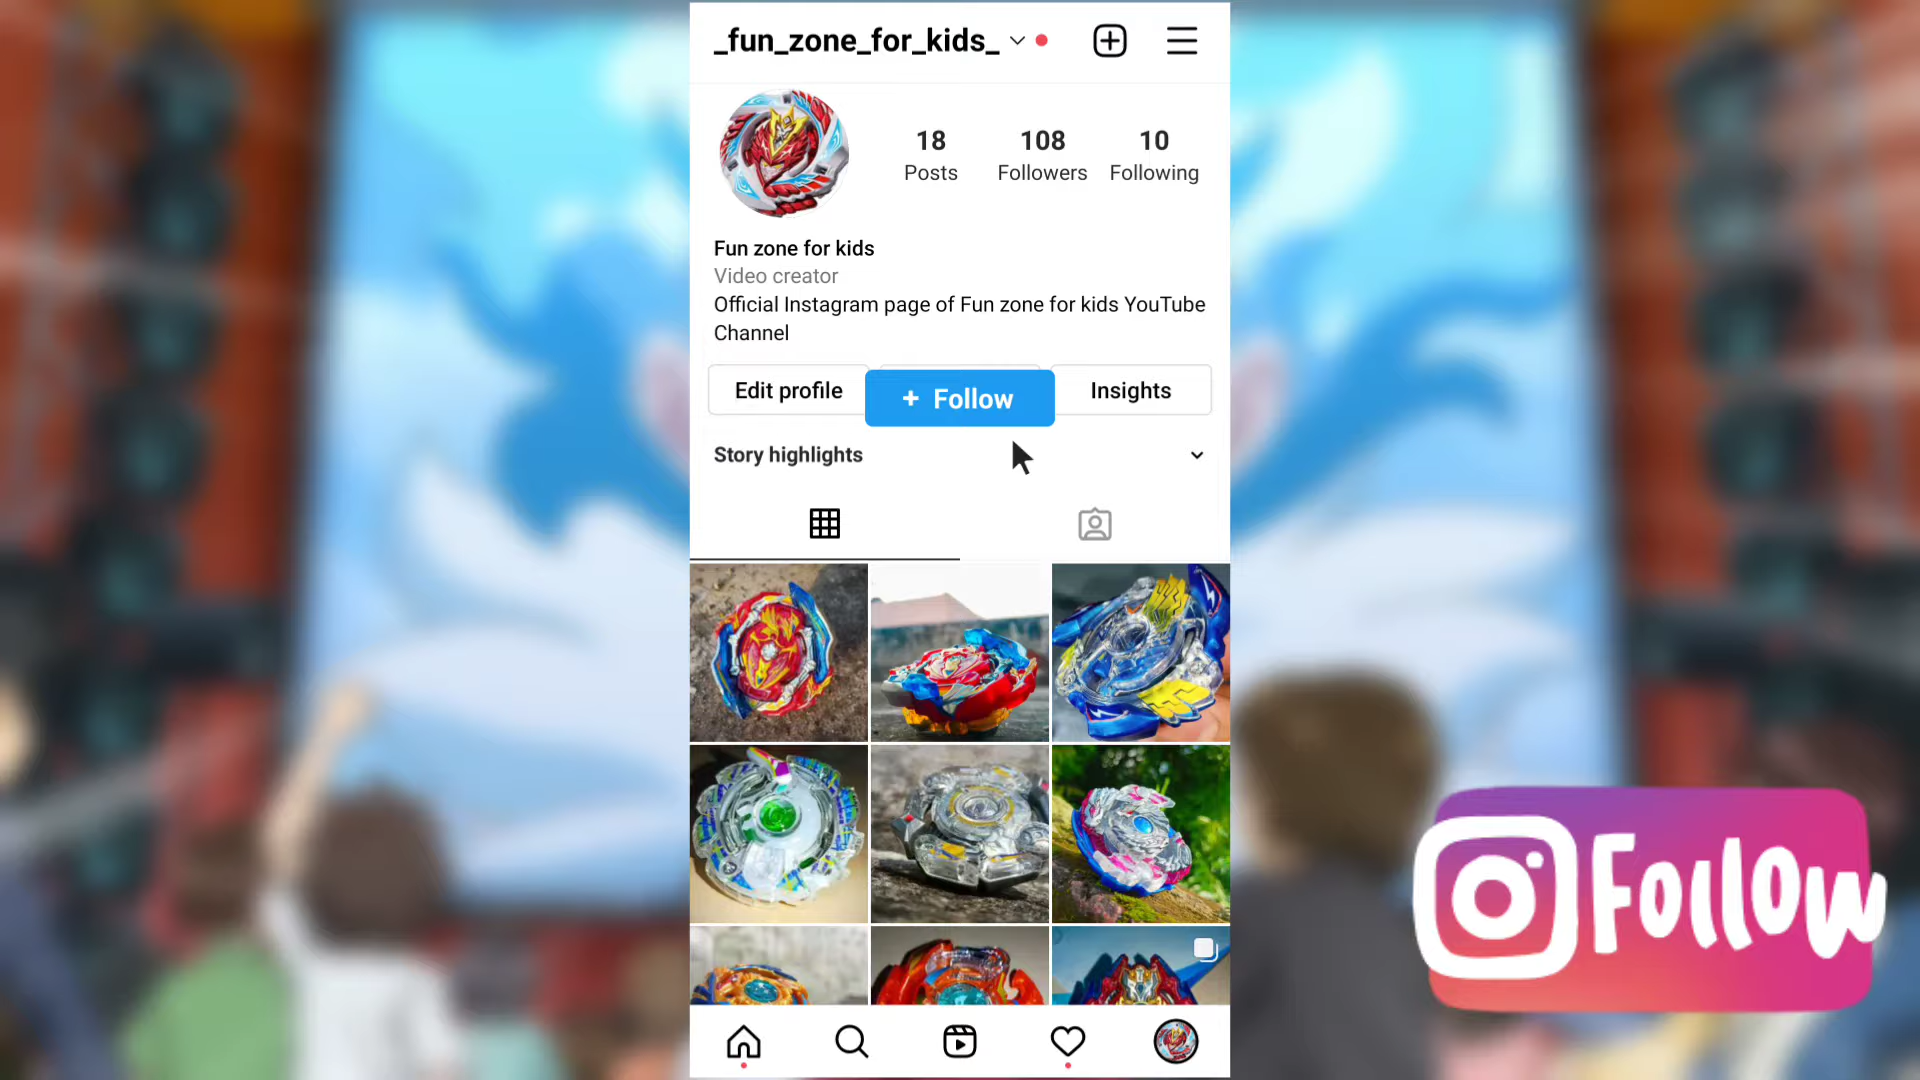 _fun_zone_for_kids_
18 108 10
Posts Followers Following
Fun zone for kids
Video creator
Official Instagram page of Fun zone for kids YouTube
Channel
Edit profile + Follow Insights
Story highlights
Follow